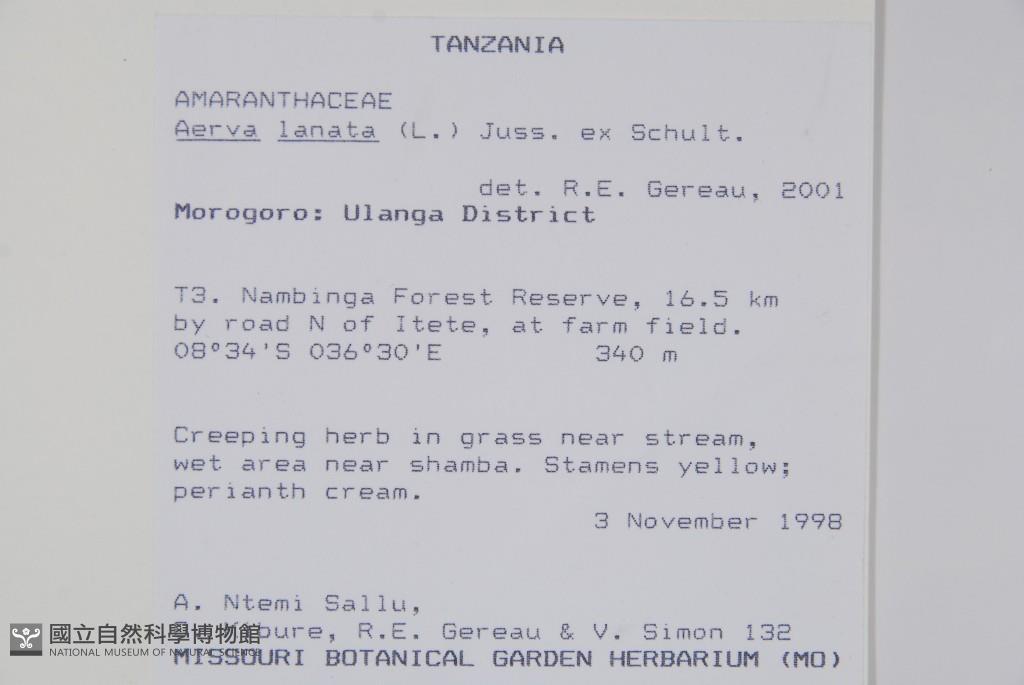 TANZANIA
AMARANTHACEAE
Aerva lanata (L.) Juss. ex Schult.
det. R.E. Gereau, 2001
Morogoro: Ulanga District
T3. Nambinga Forest Reserve, 16.5 km
by road N of Itete, at farm field.
08°34'S 036°30'E 340 m
Creeping herb in grass near stream,
wet area near shamba. Stamens yellow;
perianth cream.
3 November 1998
A. Ntemi Sallu,
R.E. Gereau & V. Simon 132
MISSOURI BOTANICAL GARDEN HERBARIUM (MO)
國立自然科學博物館
NATIONAL MUSEUM OF NATURAL SCIENCE